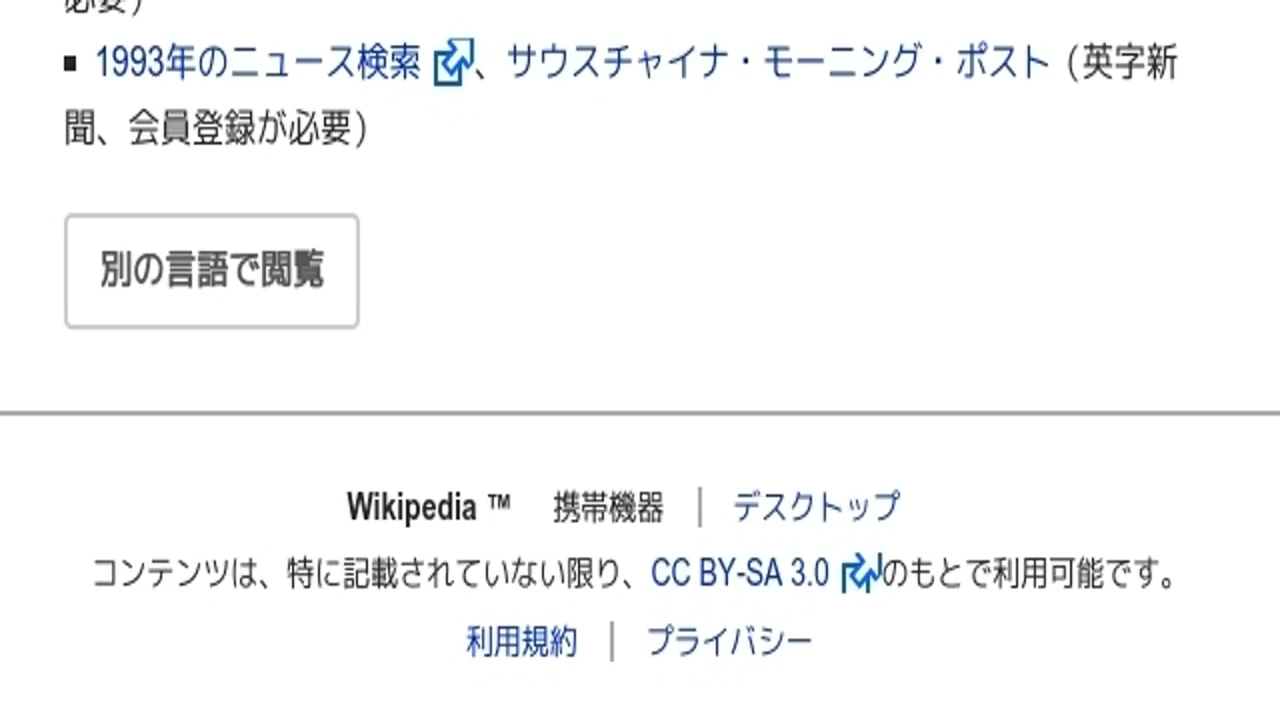 必要）
■ 1993年のニュース検索、サウスチャイナ・モーニング・ポスト（英字新
聞、会員登録が必要）
別の言語で閲覧
Wikipedia ™ 携帯機器 | デスクトップ
コンテンツは、特に記載されていない限り、CC BY-SA 3.0のもとで利用可能です。
利用規約 | プライバシー